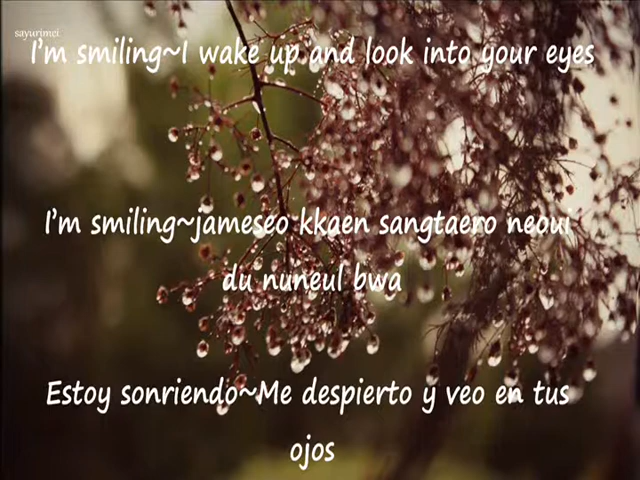 sayurimei
I'm smiling~I wake up and look into your eyes
I'm smiling~jameseo kkaen sangtaero neoui
du nuneul bwa
Estoy sonriendo~Me despierto y veo en tus
ojos